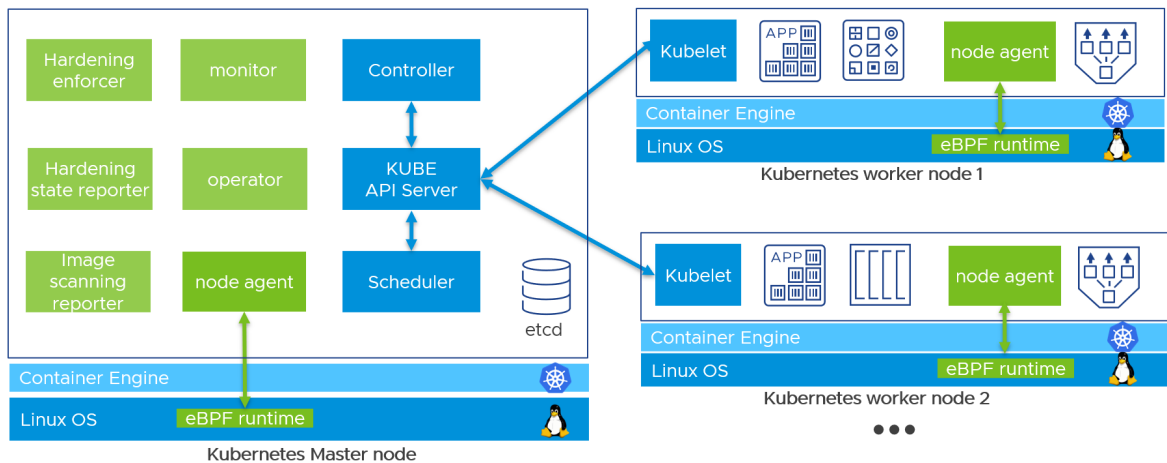 Hardening
enforcer
monitor
Controller
Hardening
state reporter
operator
KUBE
API Server
Image
scanning
reporter
node agent
Scheduler
etcd
Container Engine
Linux OS
eBPF runtime
Kubernetes Master node
Kubelet
APP
node agent
Container Engine
Linux OS
eBPF runtime
Kubernetes worker node 1
Kubelet
APP
node agent
Container Engine
Linux OS
eBPF runtime
Kubernetes worker node 2